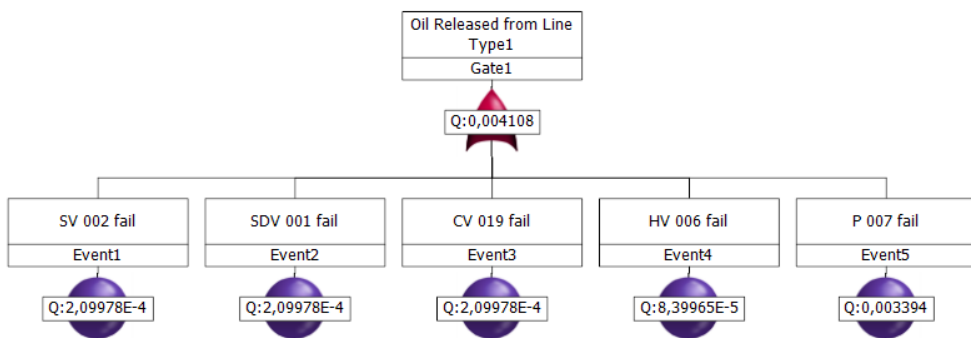 Oil Released from Line
Type1
Gate1
Q:0,004108
SV 002 fail
SDV 001 fail
CV 019 fail
HV 006 fail
P 007 fail
Event1
Event2
Event3
Event4
Event5
Q:2,09978E-4
Q:2,09978E-4
Q:2,09978E-4
Q:8,39965E-5
Q:0,003394